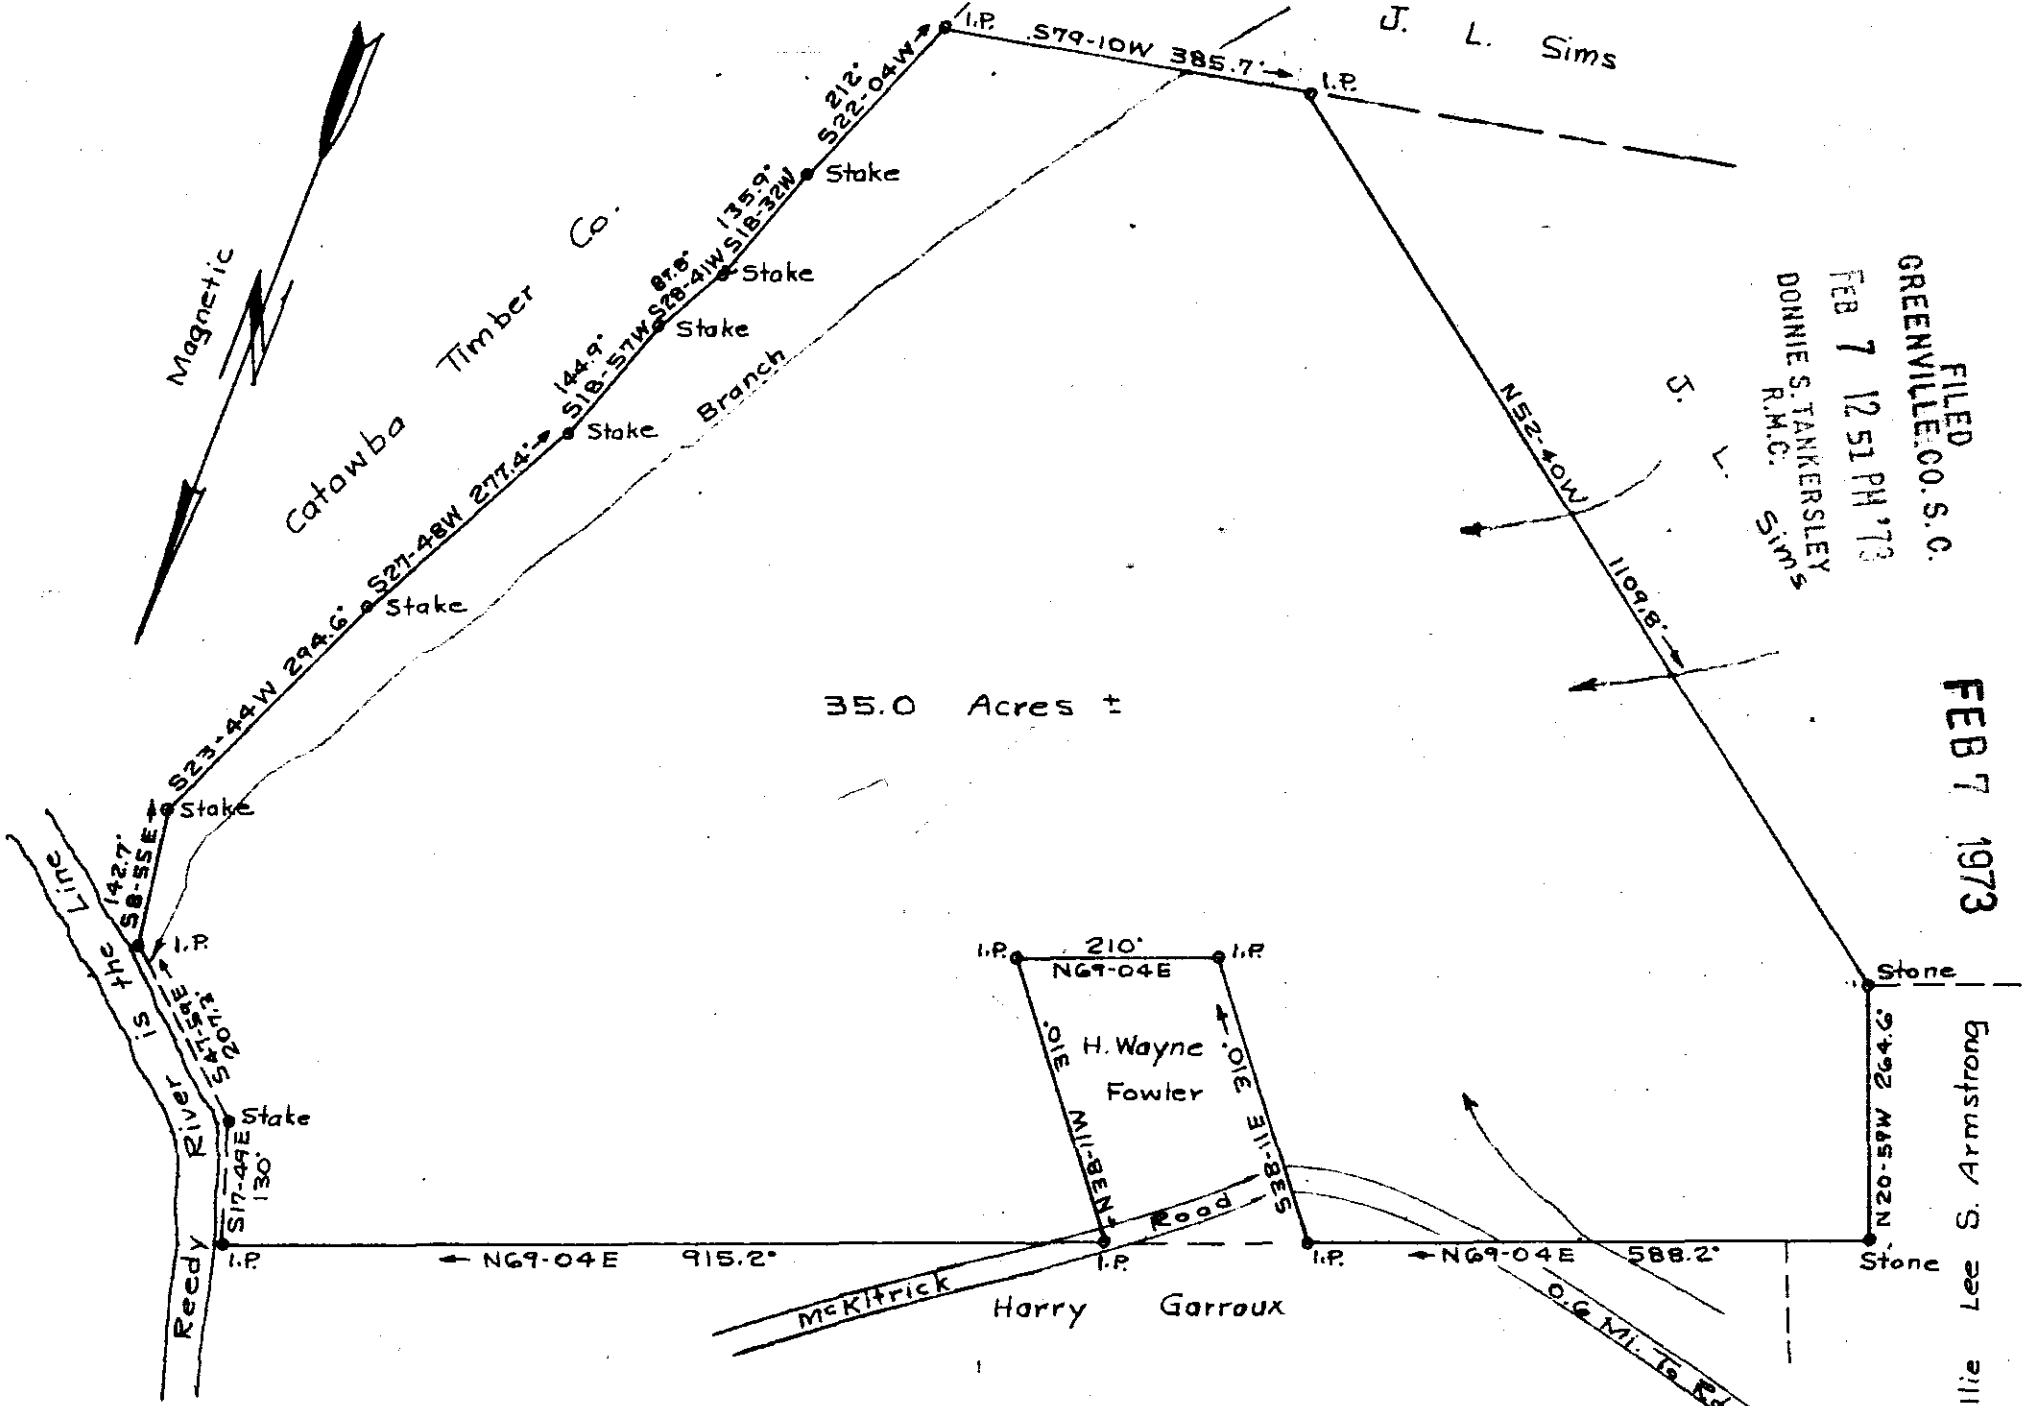 J. L. Sims
I.P.
S79-10W 385.7'
I.P.
212'
S22-04W
Stake
135.9'
S18-32W
Stake
87.8'
S28-41W
Stake
144.9'
S18-57W
Stake
S27-48W 277.4'
Stake
S23-44W 294.6'
Stake
142.7'
S8-55E
I.P.
S47-59E
207.2'
Stake
S17-49E
130'
I.P.
Magnetic
N
Catawba Timber Co.
Branch
N52-40W 1109.8'
J. L. Sims
FILED
GREENVILLE.CO.S.C.
FEB 7 12 51 PM '73
DONNIE S. TANKERSLEY
R.M.C.
FEB 7 1973
35.0 Acres ±
Reedy River is the Line
I.P.
210'
N69-04E
I.P.
310'
N38-11W
H. Wayne
Fowler
310'
S38-11E
Stone
N20-59W 264.6'
Stone
llie Lee S. Armstrong
N69-04E 915.2'
I.P.
I.P.
N69-04E 588.2'
McKitrick Road
Harry Garraux
0.6 Mi. To Rd